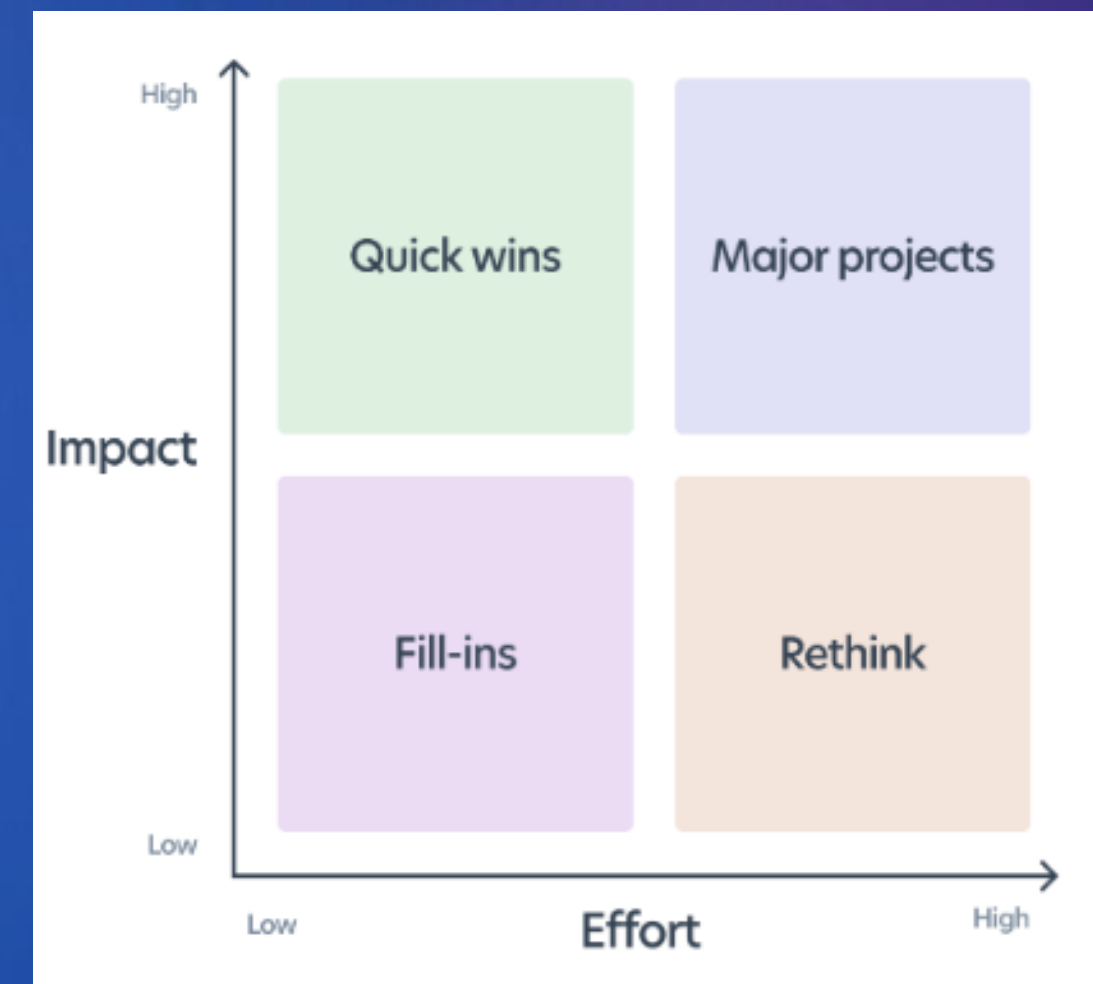 High
Quick wins
Major projects
Impact
Fill-ins
Rethink
Low
Low
Effort
High